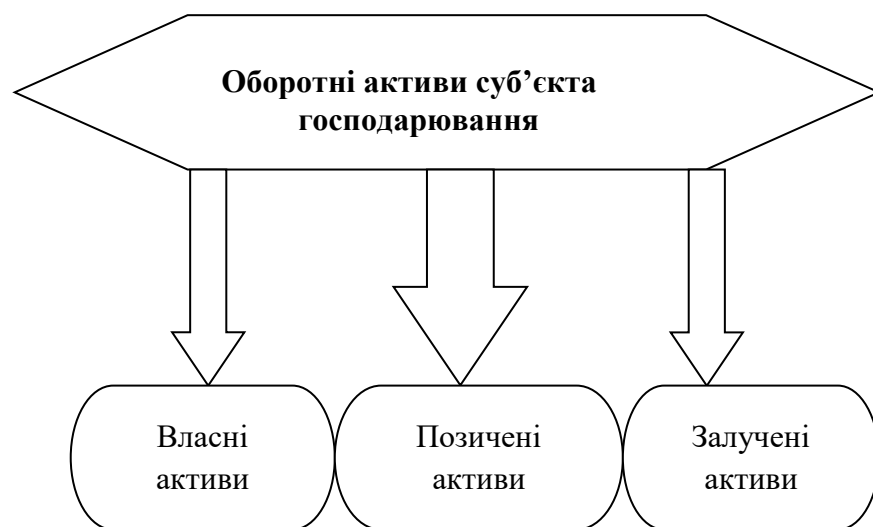 Оборотні активи суб’єкта
господарювання
Власні
активи
Позичені
активи
Залучені
активи